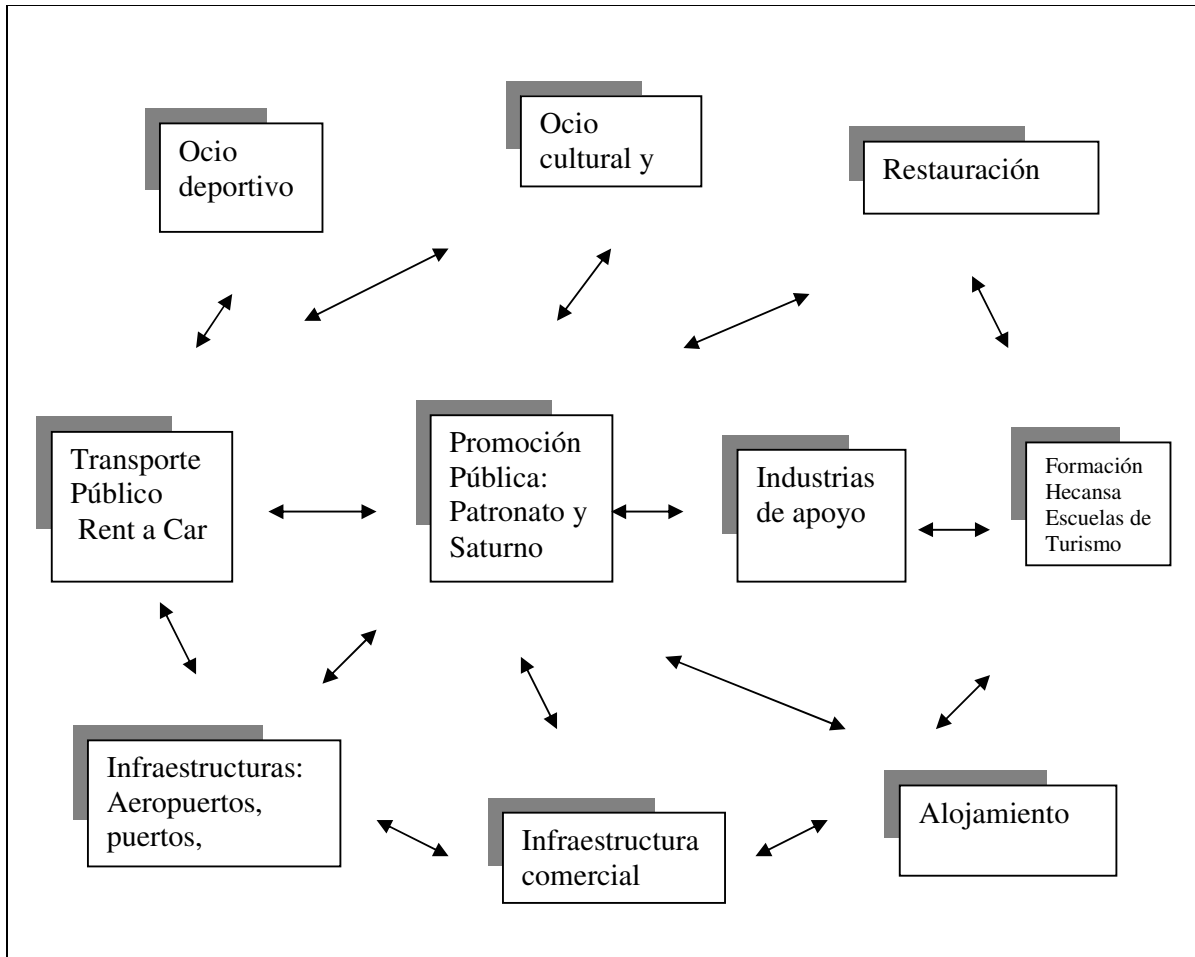 Ocio
deportivo
Ocio
cultural y
Restauración
Transporte
Público
Rent a Car
Promoción
Pública:
Patronato y
Saturno
Industrias
de apoyo
Formación
Hecansa
Escuelas de
Turismo
Infraestructuras:
Aeropuertos,
puertos,
Infraestructura
comercial
Alojamiento